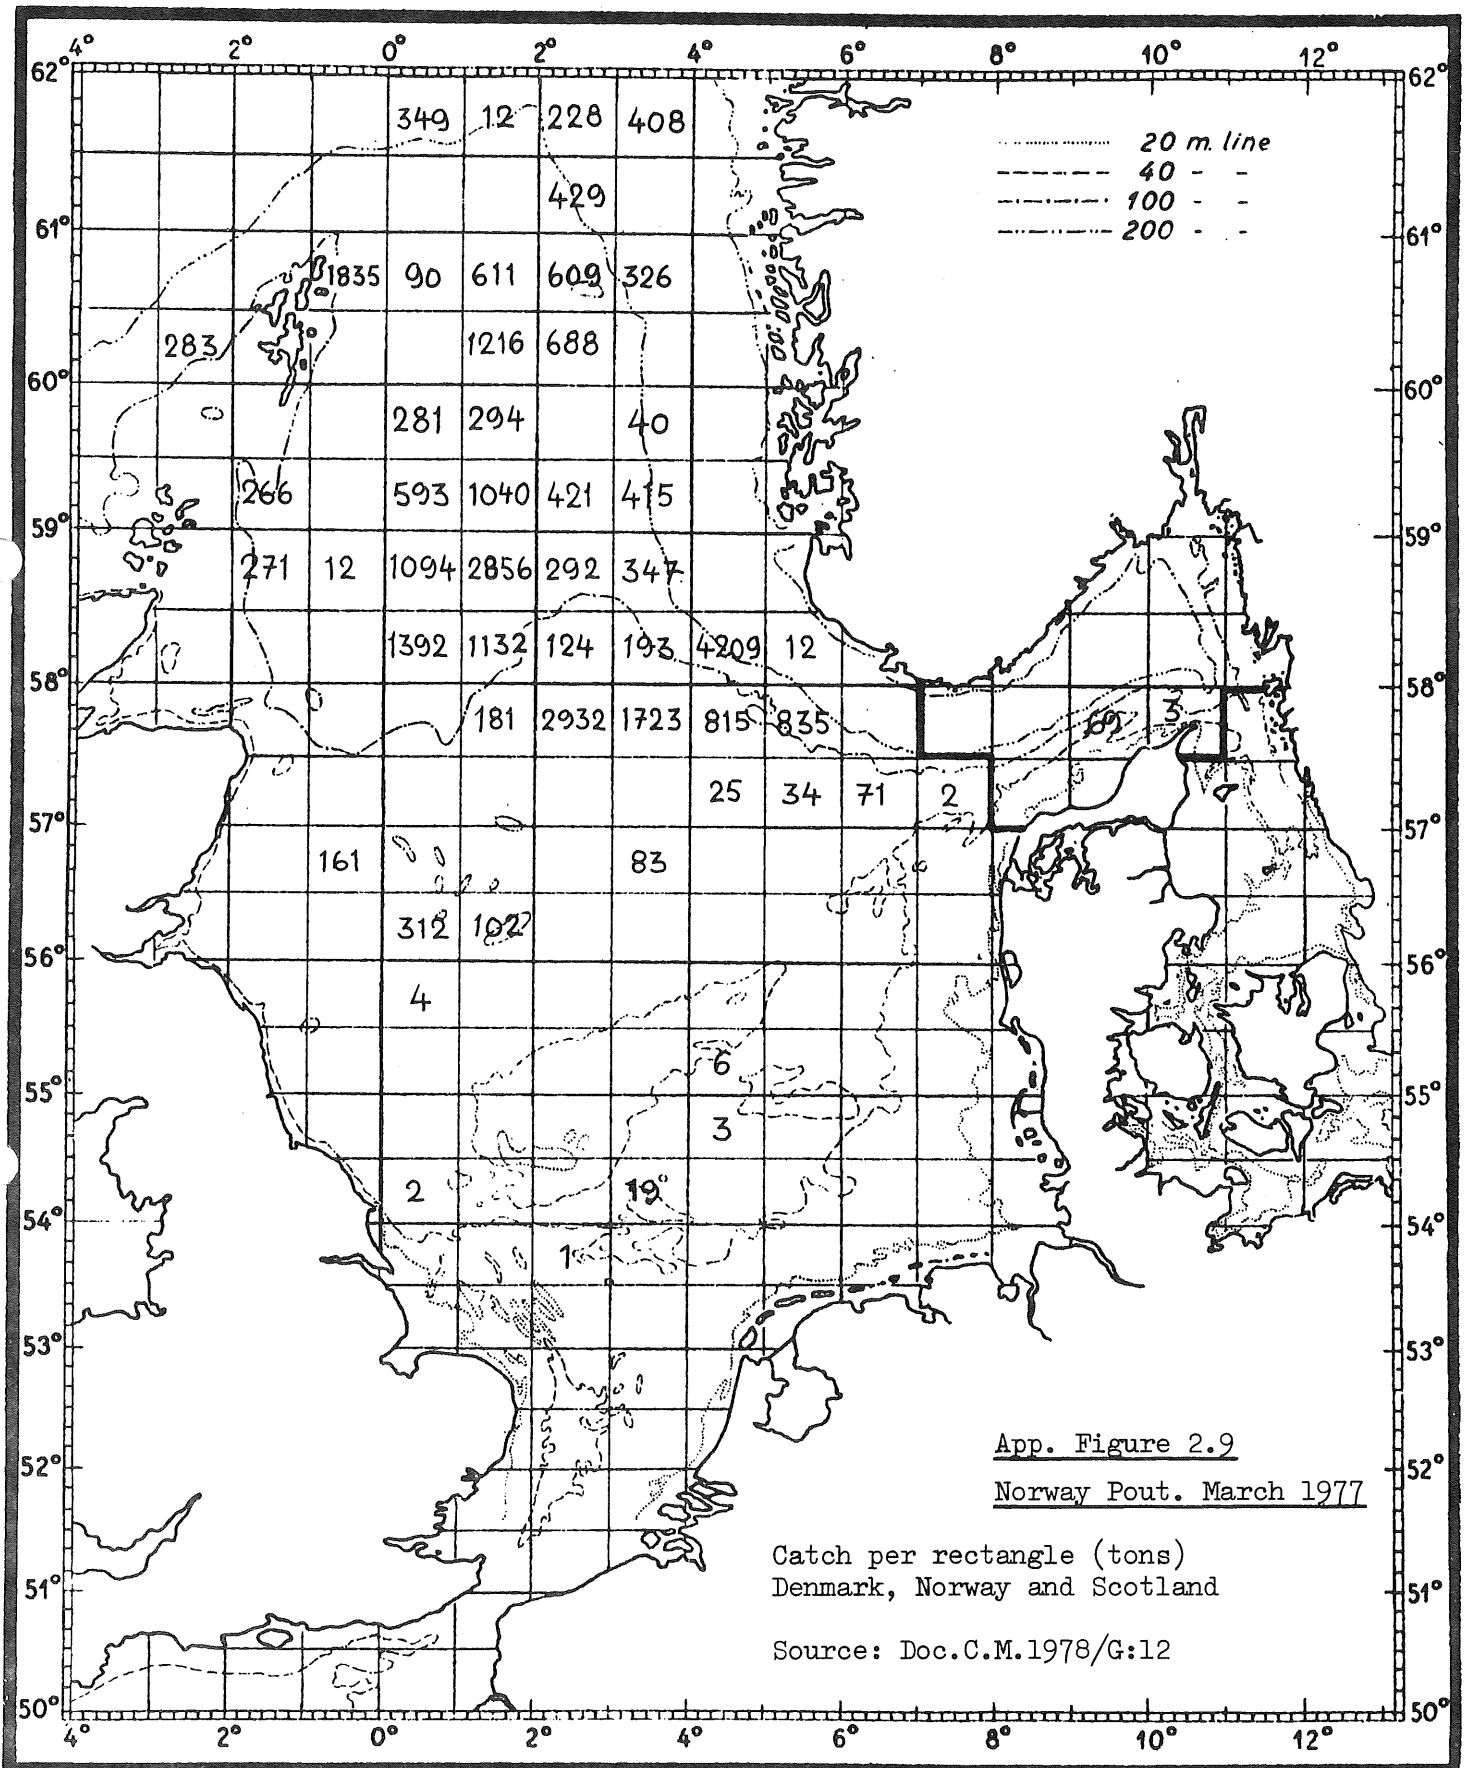 4° 2° 0° 2° 4° 6° 8° 10° 12°
62° 62°
349 12 228 408
20 m. line
40 - -
429
100 - -
61° 200 - - 61°
1835 90 611 609 326
283 1216 688
60° 60°
281 294 40
266 593 1040 421 415
59° 59°
271 12 1094 2856 292 347
1392 1132 124 193 4209 12
58° 58°
181 2932 1723 815 835 69 3
25 34 71 2
57° 57°
161 83
312 102
56° 56°
4
6
55° 55°
3
2 19
54° 54°
1
53° 53°
App. Figure 2.9
52° 52°
Norway Pout. March 1977
Catch per rectangle (tons)
Denmark, Norway and Scotland
51° 51°
Source: Doc.C.M.1978/G:12
50° 50°
4° 2° 0° 2° 4° 6° 8° 10° 12°